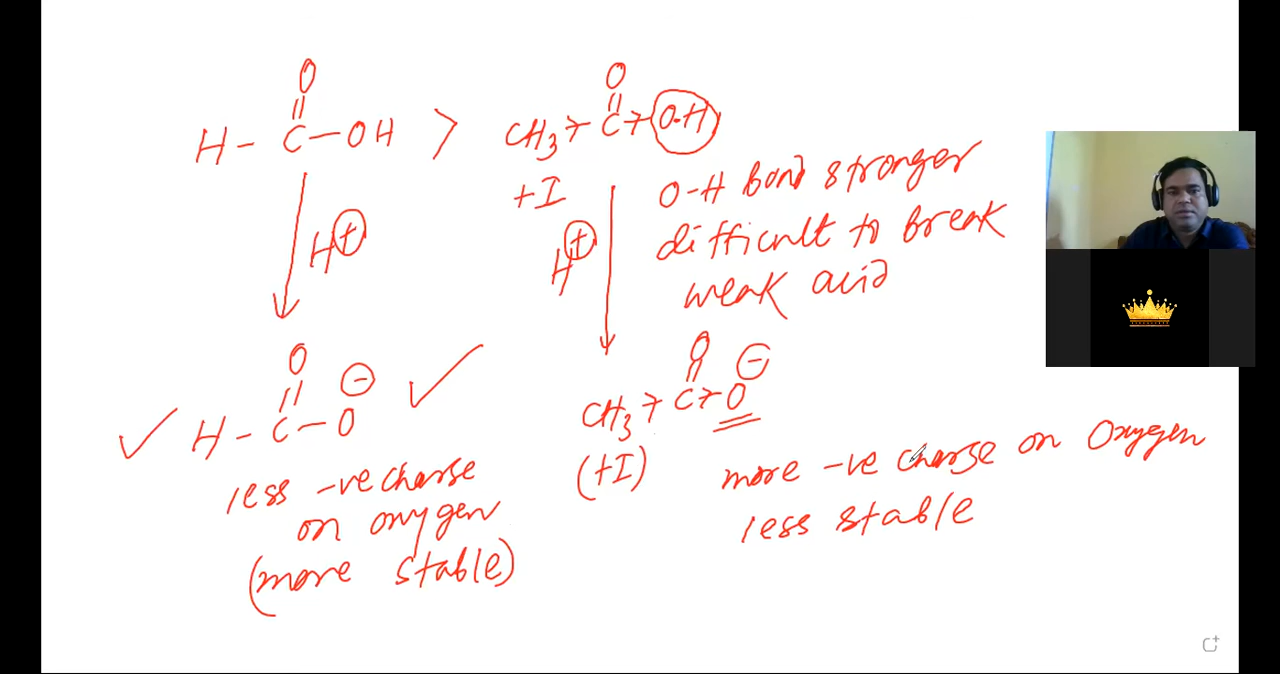 O O
|| ||
H - C - OH > CH3 > C > O-H
+I O-H bond stronger
H+ H+ difficult to break
weak acid
O O
|| ⊖ || ⊖
H - C - O CH3 > C > O
less -ve charge (+I) more -ve charge on oxygen
on oxygen less stable
(more stable)